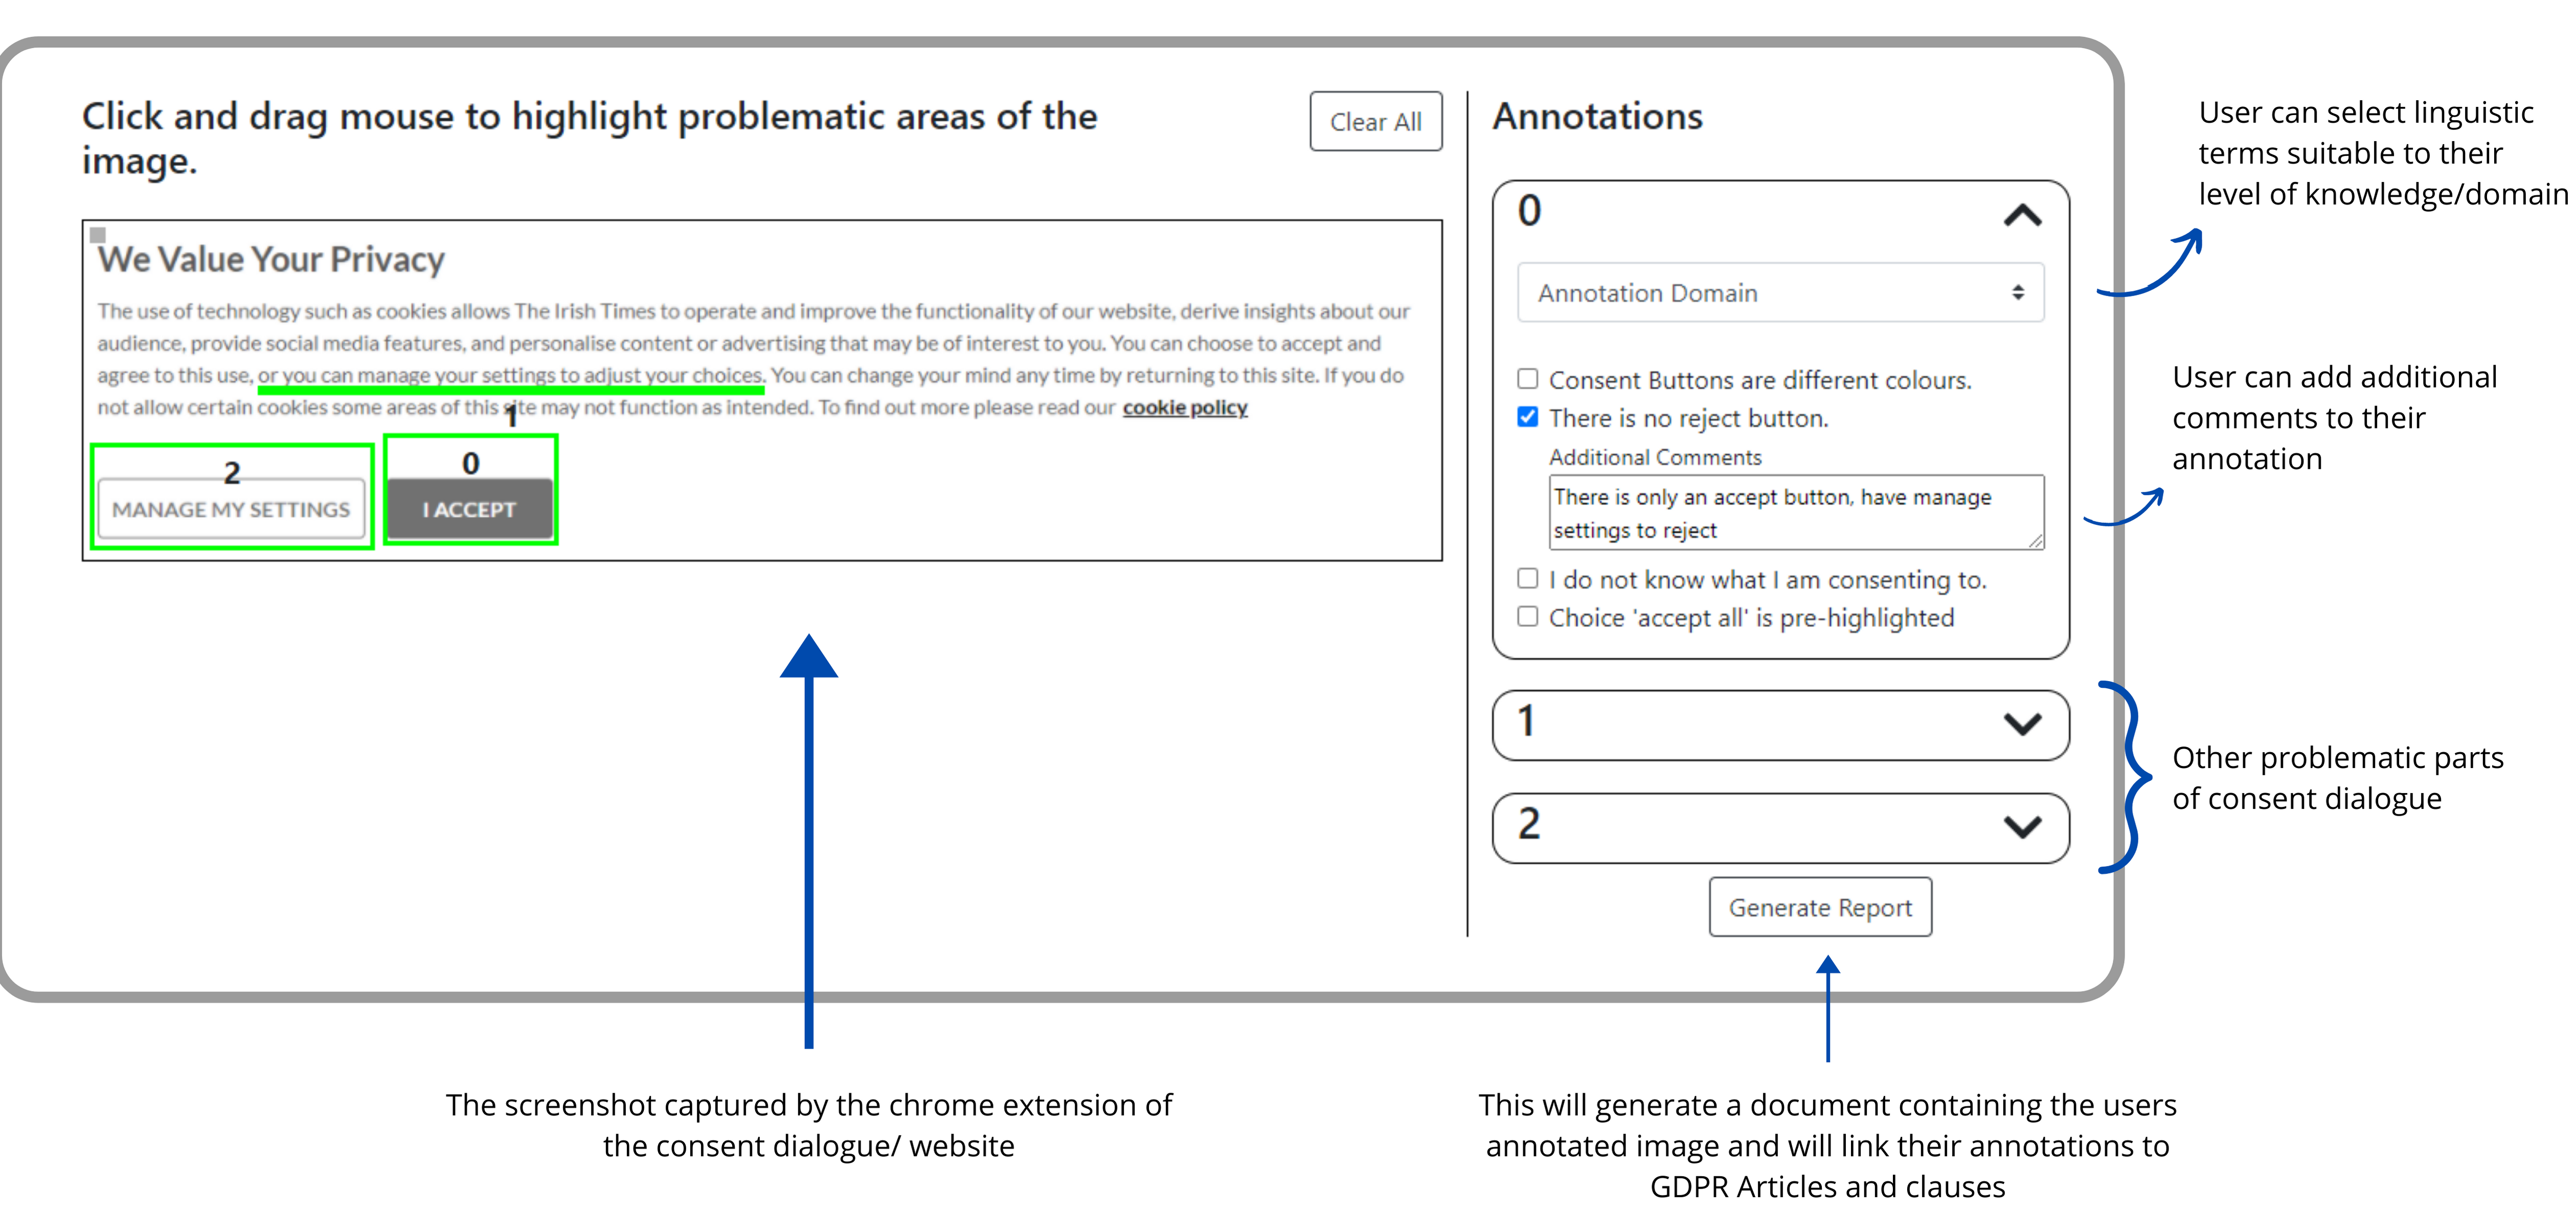 Click and drag mouse to highlight problematic areas of the
image.
Clear All
We Value Your Privacy
The use of technology such as cookies allows The Irish Times to operate and improve the functionality of our website, derive insights about our
audience, provide social media features, and personalise content or advertising that may be of interest to you. You can choose to accept and
agree to this use, or you can manage your settings to adjust your choices. You can change your mind any time by returning to this site. If you do
not allow certain cookies some areas of this site may not function as intended. To find out more please read our cookie policy
1
2
MANAGE MY SETTINGS
0
I ACCEPT
Annotations
0
Annotation Domain
Consent Buttons are different colours.
There is no reject button.
Additional Comments
There is only an accept button, have manage
settings to reject
I do not know what I am consenting to.
Choice 'accept all' is pre-highlighted
1
2
Generate Report
User can select linguistic
terms suitable to their
level of knowledge/domain
User can add additional
comments to their
annotation
Other problematic parts
of consent dialogue
The screenshot captured by the chrome extension of
the consent dialogue/ website
This will generate a document containing the users
annotated image and will link their annotations to
GDPR Articles and clauses